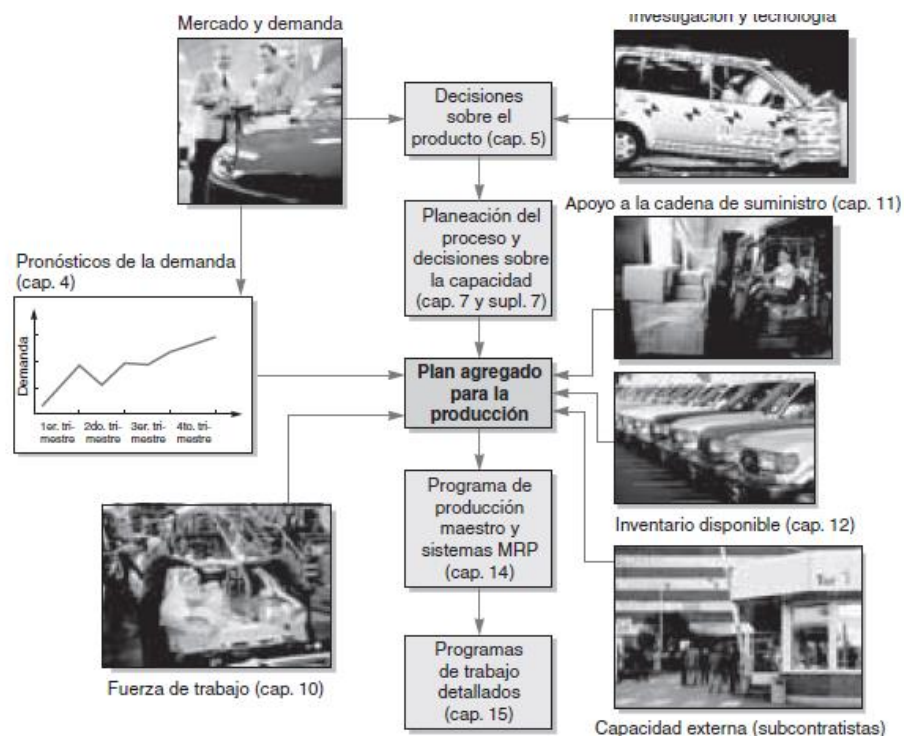 Mercado y demanda
Investigación y tecnología
Decisiones
sobre el
producto (cap. 5)
Planeación del
proceso y
decisiones sobre
la capacidad
(cap. 7 y supl. 7)
Apoyo a la cadena de suministro (cap. 11)
Pronósticos de la demanda
(cap. 4)
Demanda
1er. tri-
mestre
2do. tri-
mestre
3er. tri-
mestre
4to. tri-
mestre
Plan agregado
para la
producción
Programa de
producción
maestro y
sistemas MRP
(cap. 14)
Inventario disponible (cap. 12)
Fuerza de trabajo (cap. 10)
Programas
de trabajo
detallados
(cap. 15)
Capacidad externa (subcontratistas)